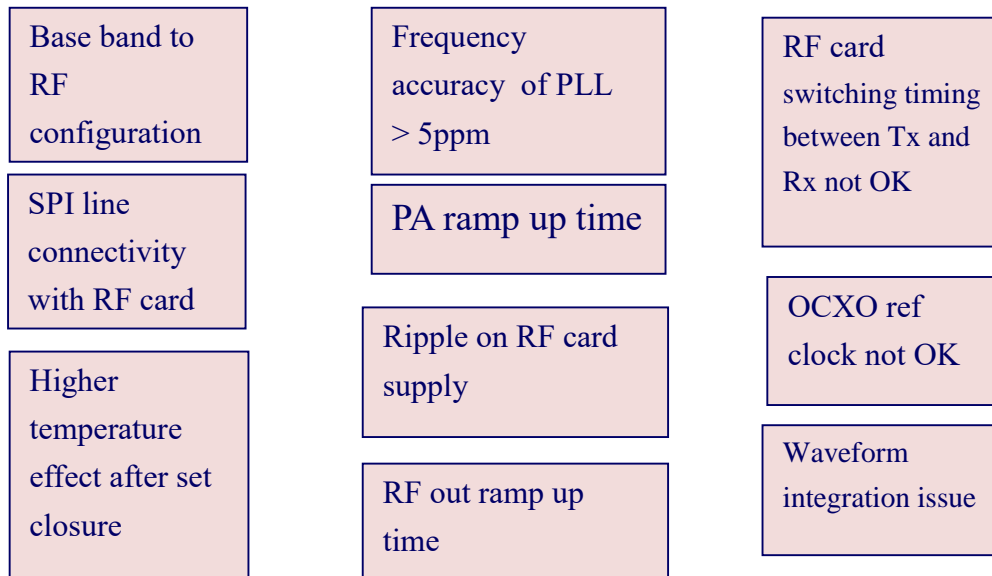 Base band to
RF
configuration
SPI line
connectivity
with RF card
Higher
temperature
effect after set
closure
Frequency
accuracy of PLL
> 5ppm
PA ramp up time
Ripple on RF card
supply
RF out ramp up
time
RF card
switching timing
between Tx and
Rx not OK
OCXO ref
clock not OK
Waveform
integration issue